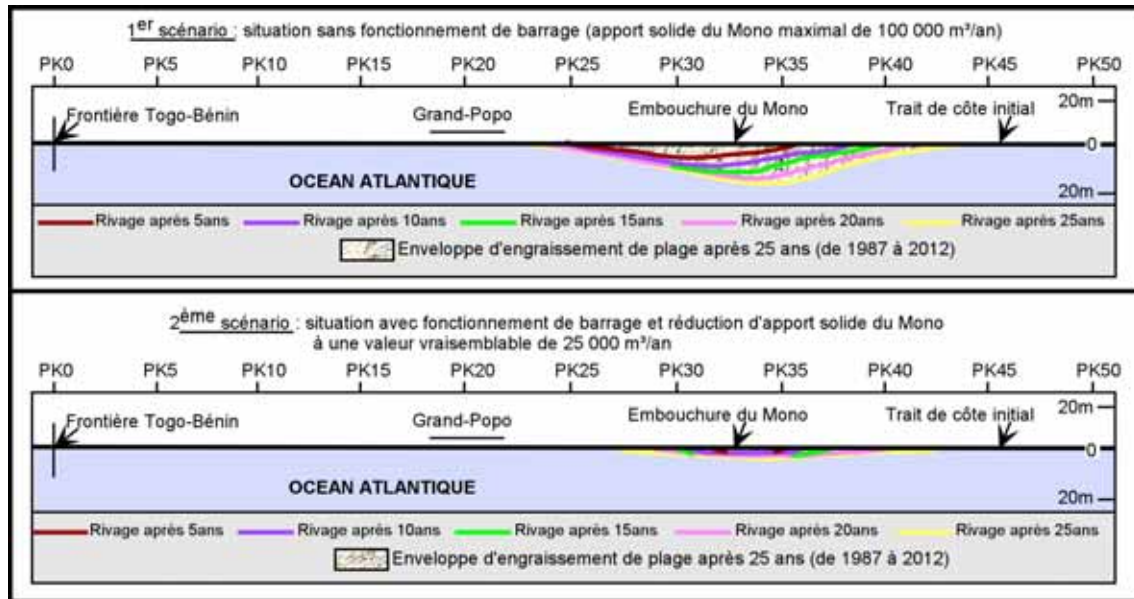 1er scénario : situation sans fonctionnement de barrage (apport solide du Mono maximal de 100 000 m³/an)
PK0 PK5 PK10 PK15 PK20 PK25 PK30 PK35 PK40 PK45 PK50
20m
Frontière Togo-Bénin Grand-Popo Embouchure du Mono Trait de côte initial
0
OCEAN ATLANTIQUE
20m
Rivage après 5ans Rivage après 10ans Rivage après 15ans Rivage après 20ans Rivage après 25ans
Enveloppe d'engraissement de plage après 25 ans (de 1987 à 2012)
2ème scénario : situation avec fonctionnement de barrage et réduction d'apport solide du Mono
à une valeur vraisemblable de 25 000 m³/an
PK0 PK5 PK10 PK15 PK20 PK25 PK30 PK35 PK40 PK45 PK50
20m
Frontière Togo-Bénin Grand-Popo Embouchure du Mono Trait de côte initial
0
OCEAN ATLANTIQUE
20m
Rivage après 5ans Rivage après 10ans Rivage après 15ans Rivage après 20ans Rivage après 25ans
Enveloppe d'engraissement de plage après 25 ans (de 1987 à 2012)